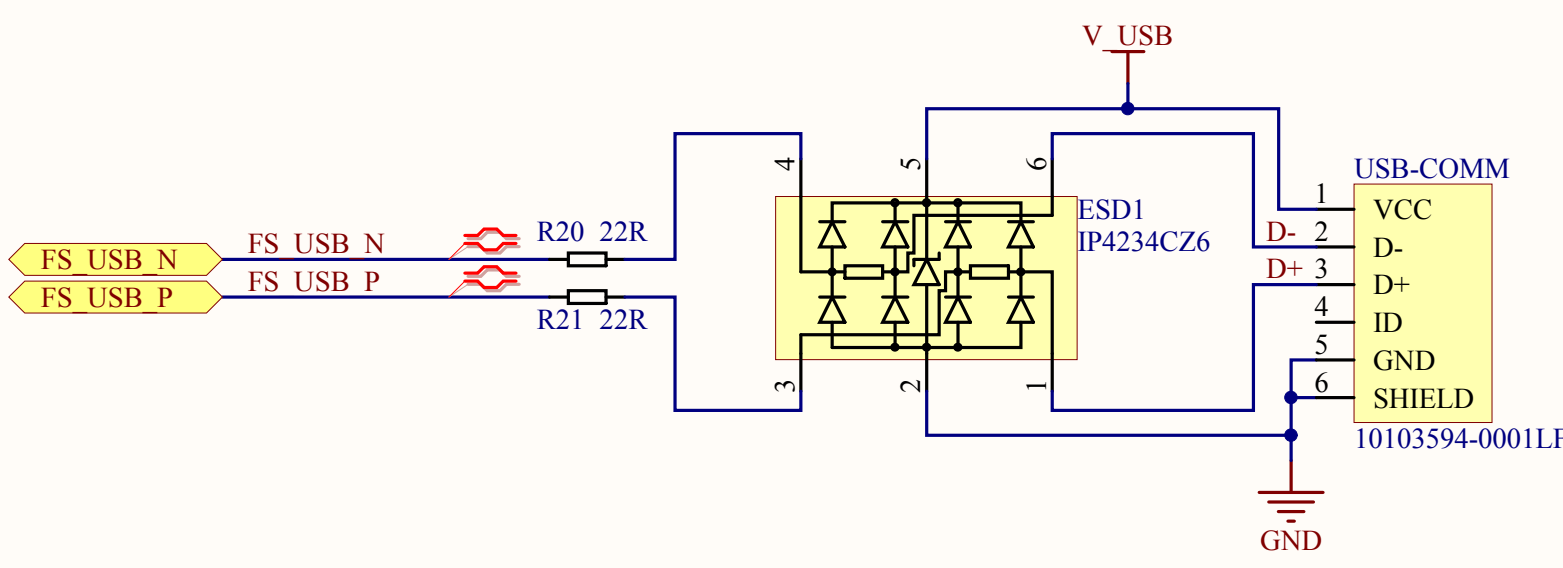 V_USB
USB-COMM
4
5
6
1
VCC
ESD1
R20 22R
FS_USB_N
D-
2
D-
IP4234CZ6
FS_USB_N
D+
3
D+
FS_USB_P
FS_USB_P
4
ID
R21 22R
5
GND
3
2
1
6
SHIELD
10103594-0001LF
GND